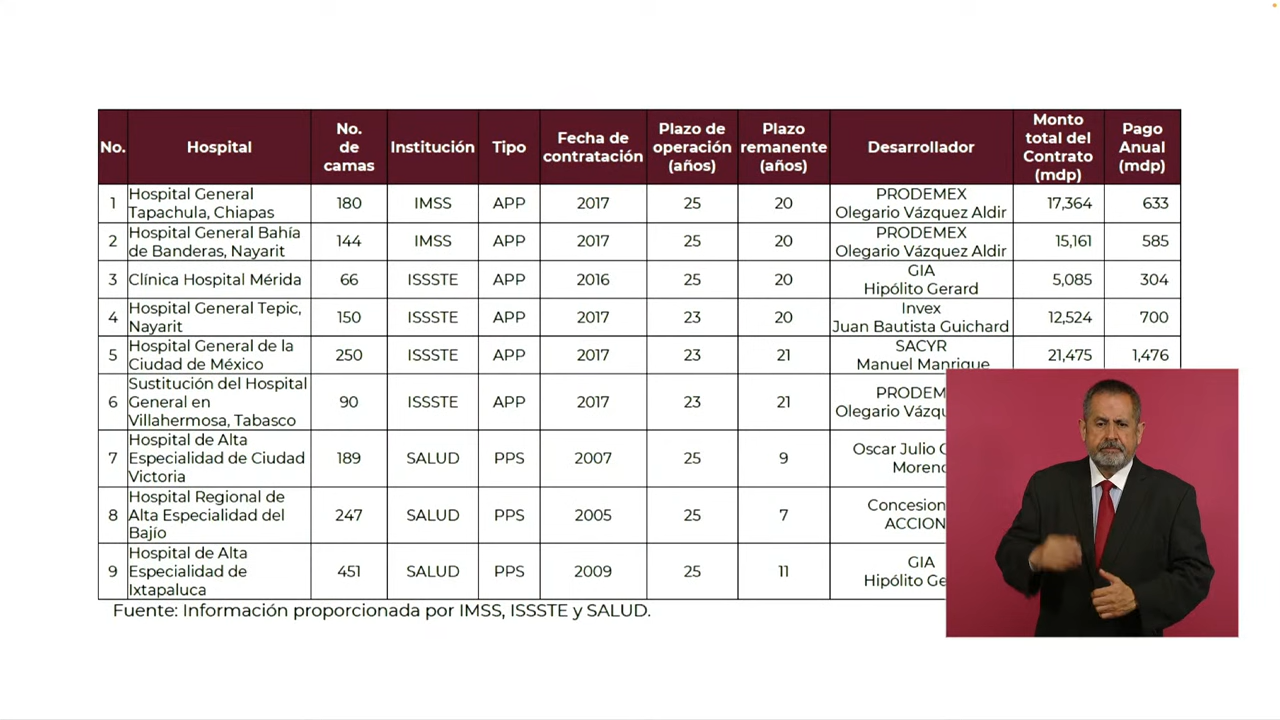 No.
Hospital
No. de camas
Institución
Tipo
Fecha de contratación
Plazo de operación (años)
Plazo remanente (años)
Desarrollador
Monto total del Contrato (mdp)
Pago Anual (mdp)
1
Hospital General
Tapachula, Chiapas
180
IMSS
APP
2017
25
20
PRODEMEX
Olegario Vázquez Aldir
17,364
633
2
Hospital General Bahía
de Banderas, Nayarit
144
IMSS
APP
2017
25
20
PRODEMEX
Olegario Vázquez Aldir
15,161
585
3
Clínica Hospital Mérida
66
ISSSTE
APP
2016
25
20
GIA
Hipólito Gerard
5,085
304
4
Hospital General Tepic,
Nayarit
150
ISSSTE
APP
2017
23
20
Invex
Juan Bautista Guichard
12,524
700
5
Hospital General de la
Ciudad de México
250
ISSSTE
APP
2017
23
21
SACYR
Manuel Manrique
21,475
1,476
6
Sustitución del Hospital
General en
Villahermosa, Tabasco
90
ISSSTE
APP
2017
23
21
Olegario
7
Hospital de Alta
Especialidad de Ciudad
Victoria
189
SALUD
PPS
2007
25
9
Oscar Julio
8
Hospital Regional de
Alta Especialidad del
Bajío
247
SALUD
PPS
2005
25
7
9
Hospital de Alta
Especialidad de
Ixtapaluca
451
SALUD
PPS
2009
25
11
GIA
Hipólito
Fuente: Información proporcionada por IMSS, ISSSTE y SALUD.